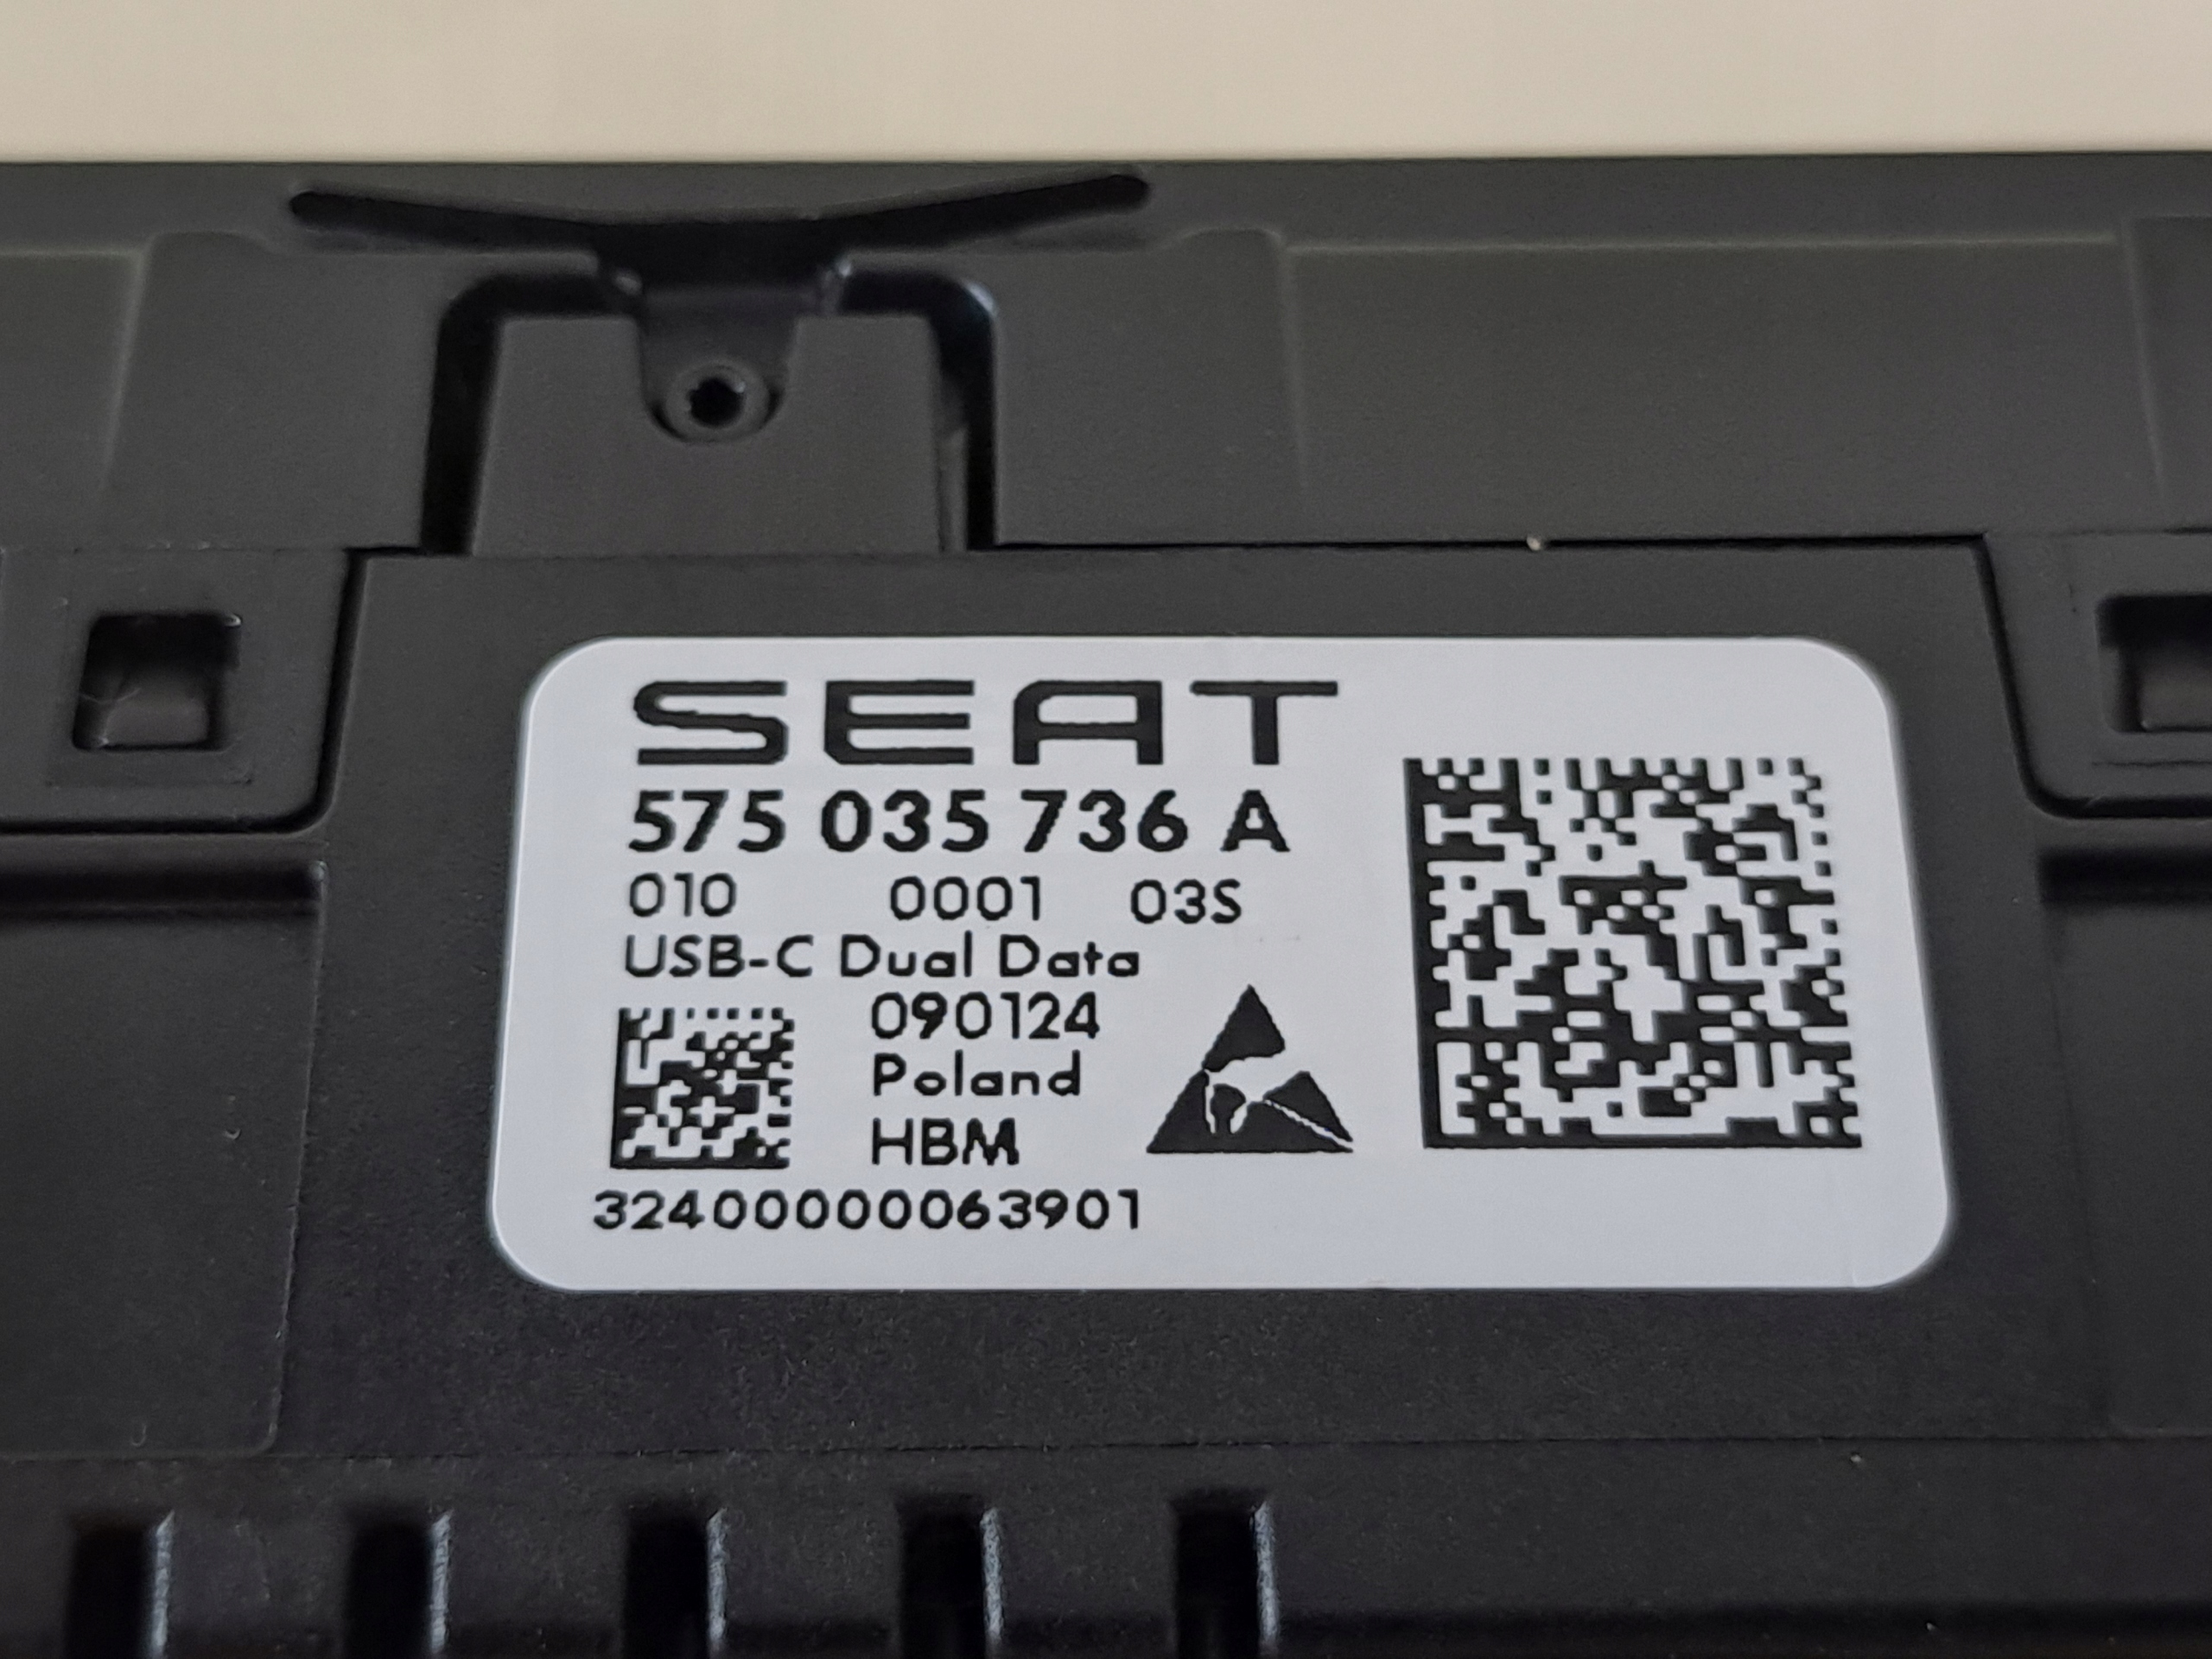 SEAT
575 035 736 A
010 0001 03S
USB-C Dual Data
090124
Poland
HBM
32400000063901